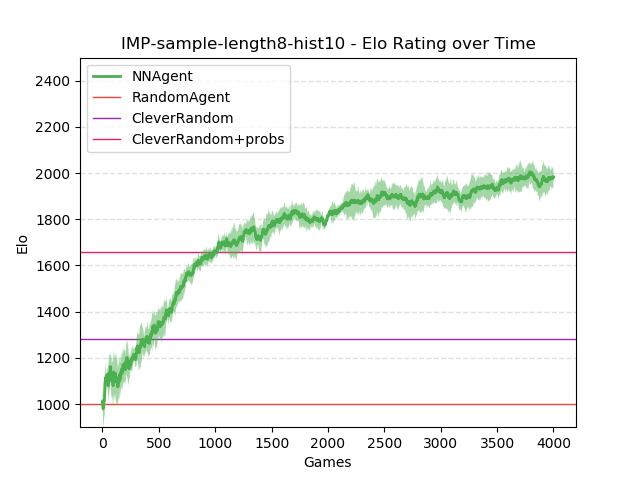 IMP-sample-length8-hist10 - Elo Rating over Time
NNAgent
RandomAgent
CleverRandom
CleverRandom+probs
2400
2200
2000
1800
1600
1400
1200
1000
Elo
0 500 1000 1500 2000 2500 3000 3500 4000
Games